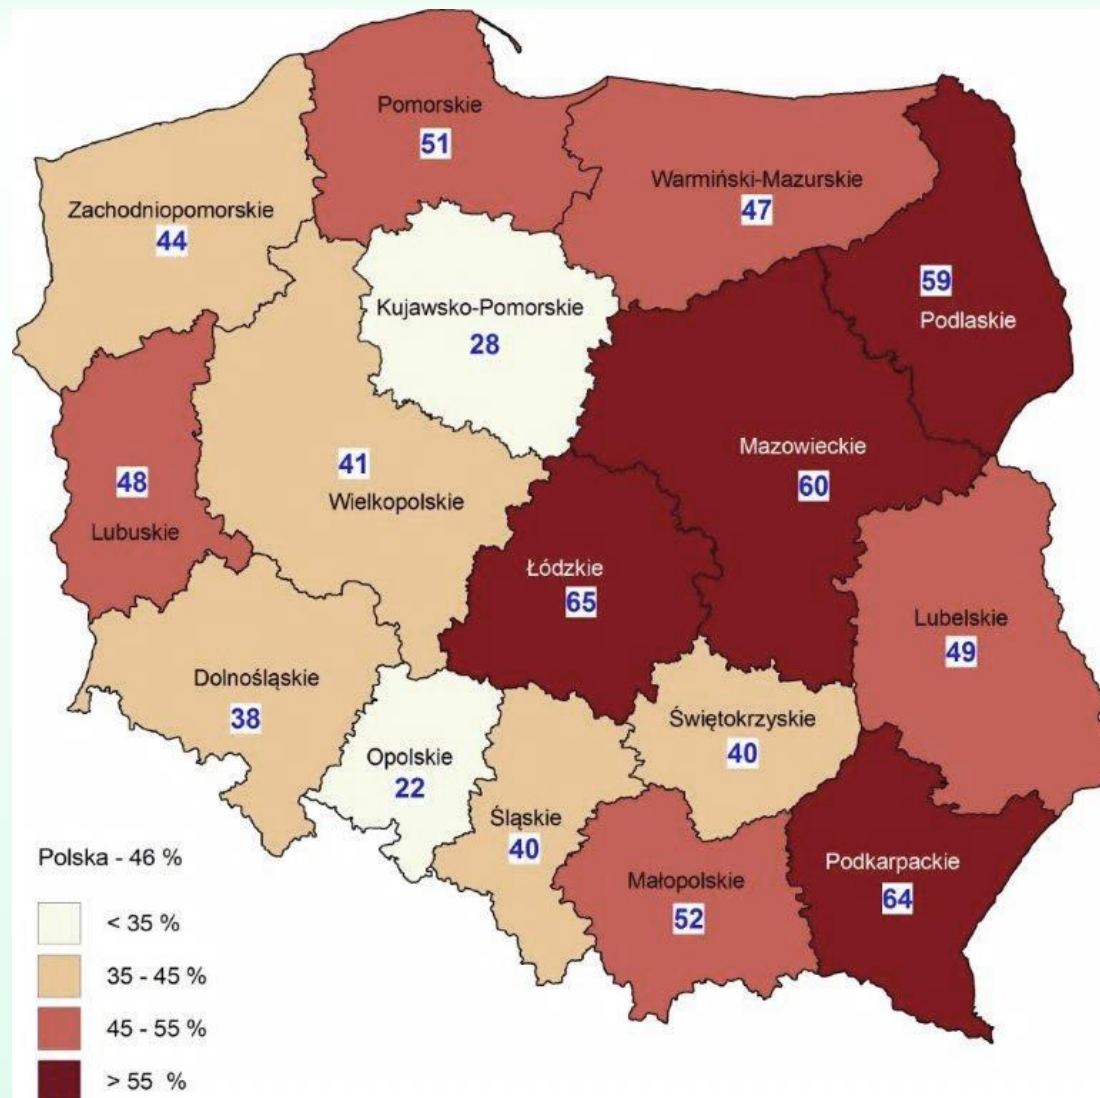 Pomorskie
51
Warmiński-Mazurskie
47
Zachodniopomorskie
44
59
Podlaskie
Kujawsko-Pomorskie
28
Mazowieckie
60
41
Wielkopolskie
48
Lubuskie
Łódzkie
65
Lubelskie
49
Dolnośląskie
38
Świętokrzyskie
40
Opolskie
22
Śląskie
40
Małopolskie
52
Podkarpackie
64
Polska - 46 %
< 35 %
35 - 45 %
45 - 55 %
> 55 %